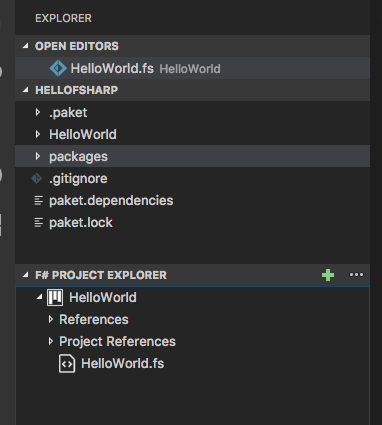 EXPLORER
OPEN EDITORS
HelloWorld.fs HelloWorld
HELLOFSHARP
.paket
HelloWorld
packages
.gitignore
paket.dependencies
paket.lock
F# PROJECT EXPLORER
HelloWorld
References
Project References
HelloWorld.fs